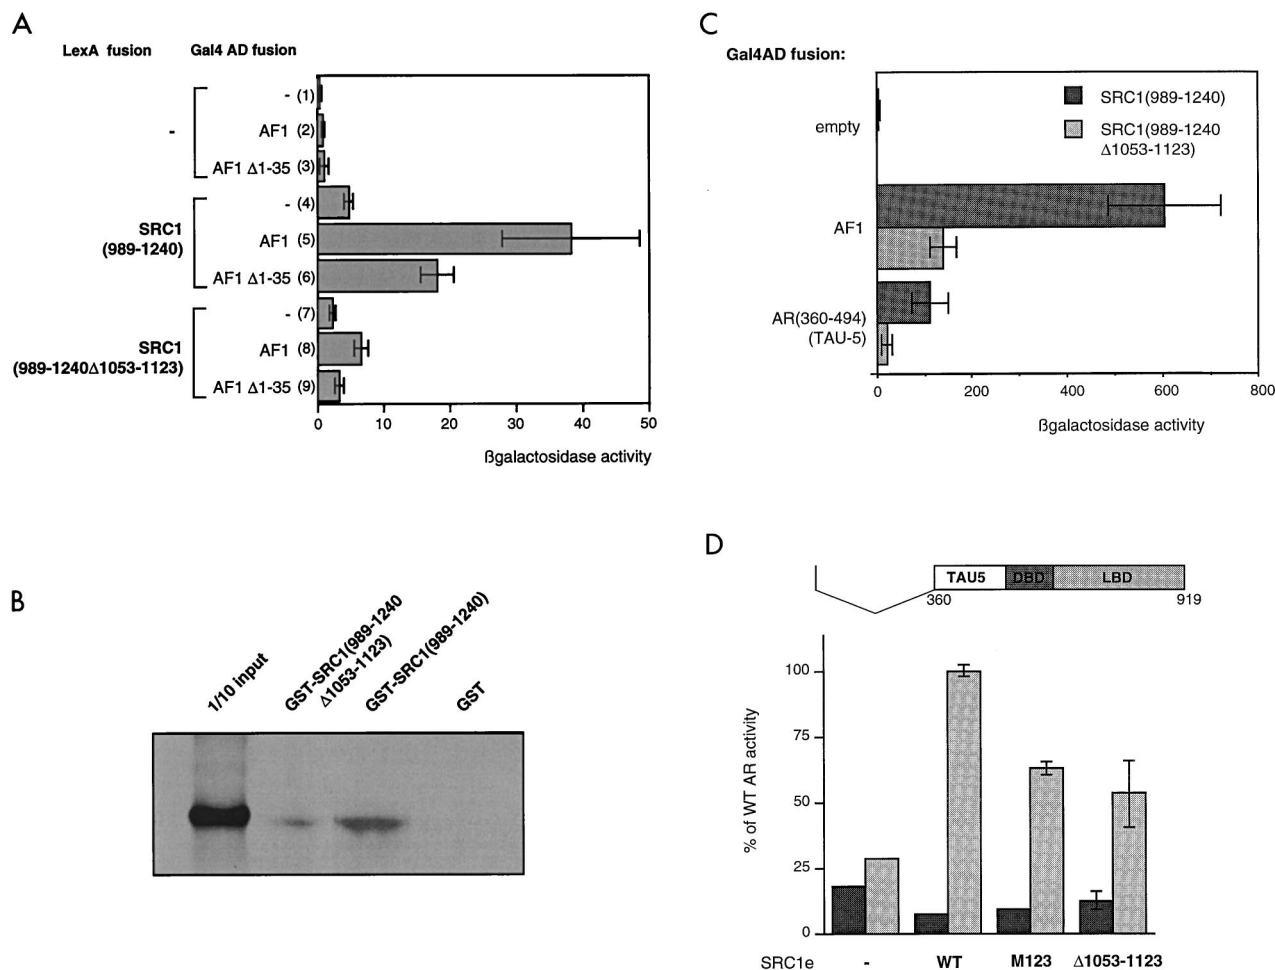 A
LexA fusion
Gal4 AD fusion
-
- (1)
AF1 (2)
AF1 Δ1-35 (3)
SRC1
(989-1240)
- (4)
AF1 (5)
AF1 Δ1-35 (6)
SRC1
(989-1240Δ1053-1123)
- (7)
AF1 (8)
AF1 Δ1-35 (9)
0 10 20 30 40 50
ßgalactosidase activity
C
Gal4AD fusion:
SRC1(989-1240)
SRC1(989-1240
Δ1053-1123)
empty
AF1
AR(360-494)
(TAU-5)
0 200 400 600 800
ßgalactosidase activity
B
1/10 input
GST-SRC1(989-1240
Δ1053-1123)
GST-SRC1(989-1240)
GST
D
TAU5 DBD LBD
360 919
% of WT AR activity
100
75
50
25
0
SRC1e - WT M123 Δ1053-1123